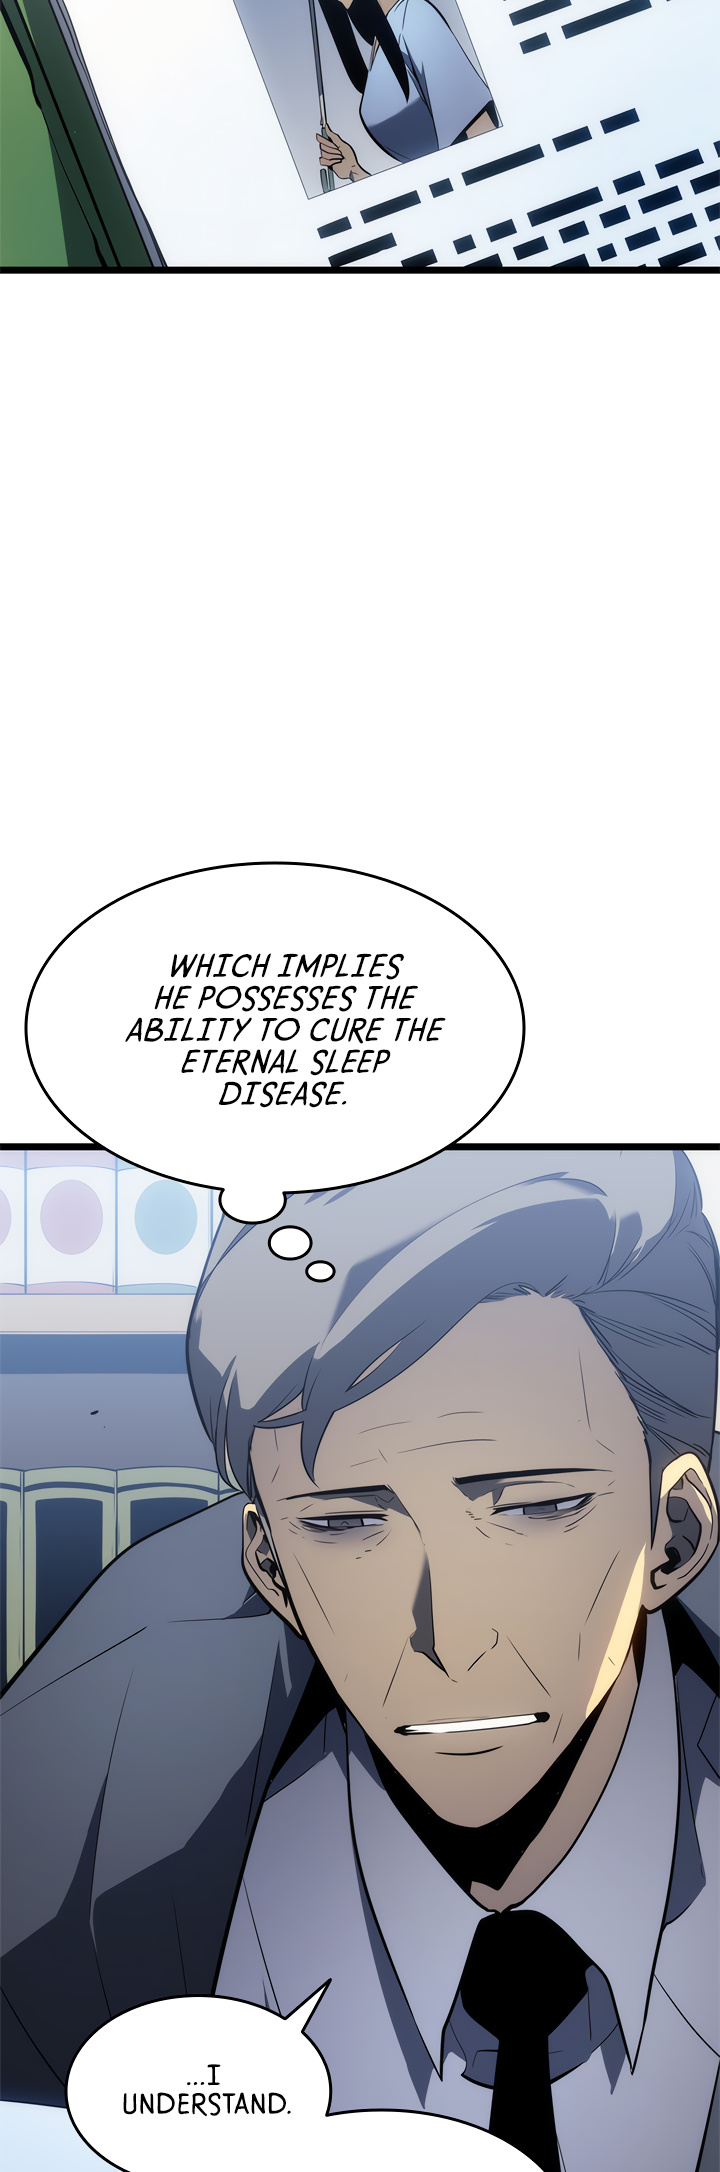 WHICH IMPLIES
HE POSSESSES THE
ABILITY TO CURE THE
ETERNAL SLEEP
DISEASE.
...I
UNDERSTAND.